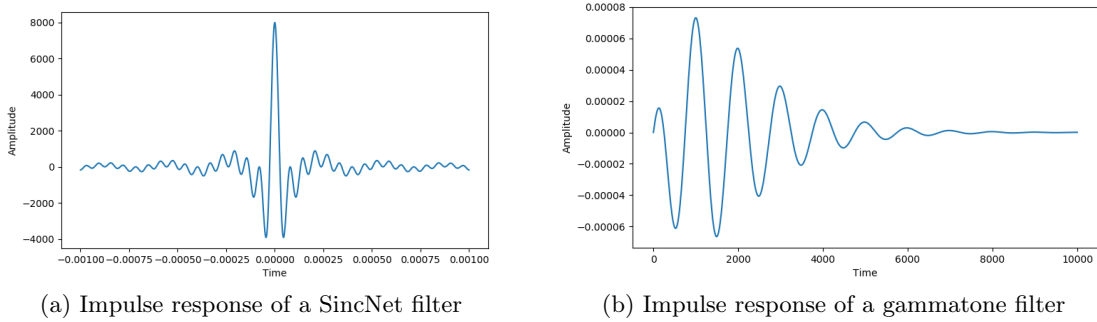 8000
6000
4000
2000
0
−2000
−4000
Amplitude
−0.00100 −0.00075 −0.00050 −0.00025 0.00000 0.00025 0.00050 0.00075 0.00100
Time
(a) Impulse response of a SincNet filter
0.00008
0.00006
0.00004
0.00002
0.00000
−0.00002
−0.00004
−0.00006
Amplitude
0 2000 4000 6000 8000 10000
Time
(b) Impulse response of a gammatone filter